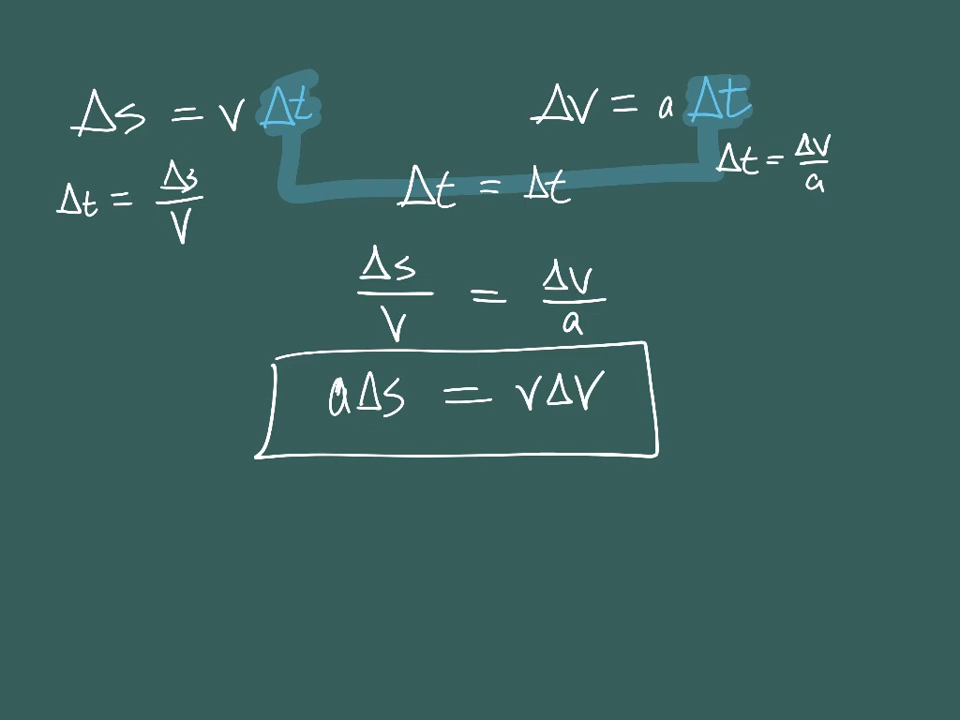 Δs = v Δt
Δv = a Δt
Δt = Δs/v
Δt = Δt
Δt = Δv/a
Δs/v = Δv/a
aΔs = vΔv